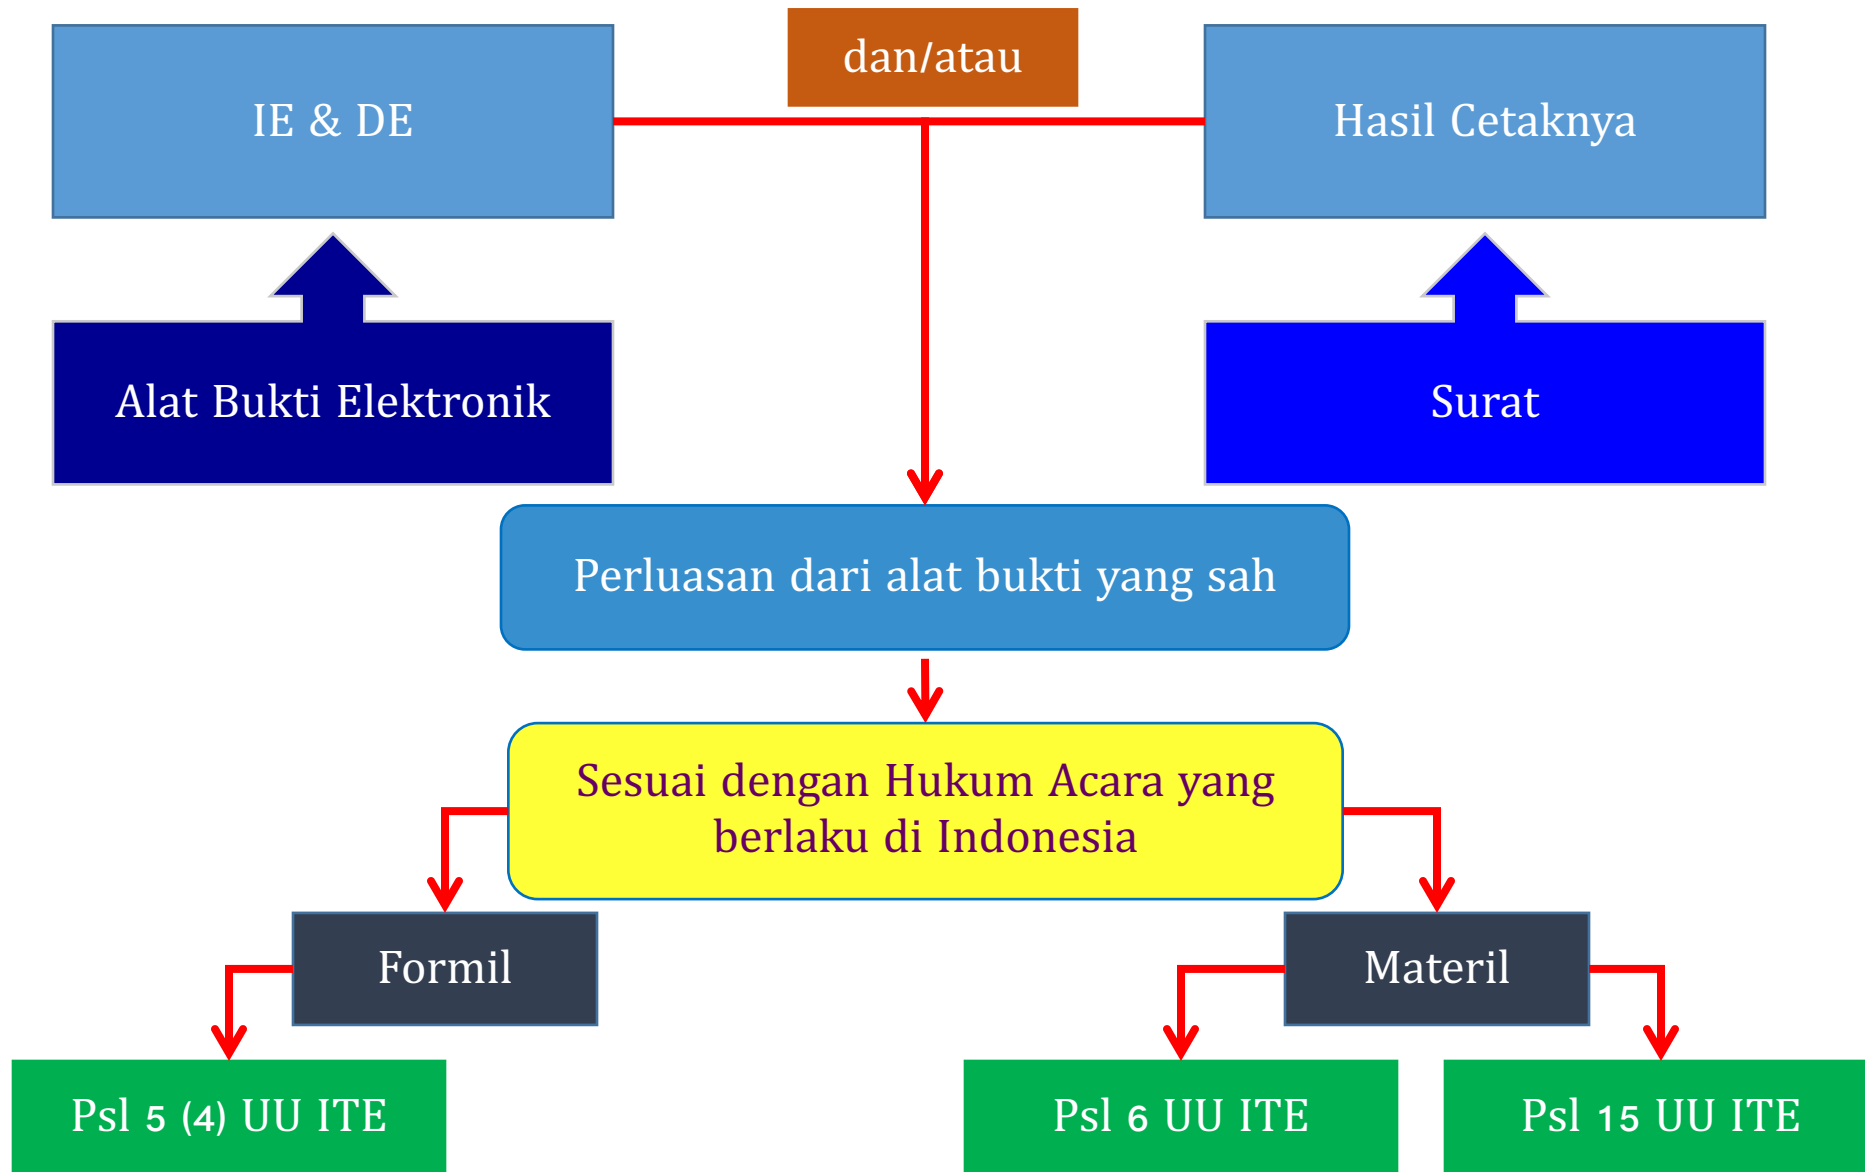 dan/atau
IE & DE
Hasil Cetaknya
Alat Bukti Elektronik
Surat
Perluasan dari alat bukti yang sah
Sesuai dengan Hukum Acara yang
berlaku di Indonesia
Formil
Materil
Psl 5 (4) UU ITE
Psl 6 UU ITE
Psl 15 UU ITE